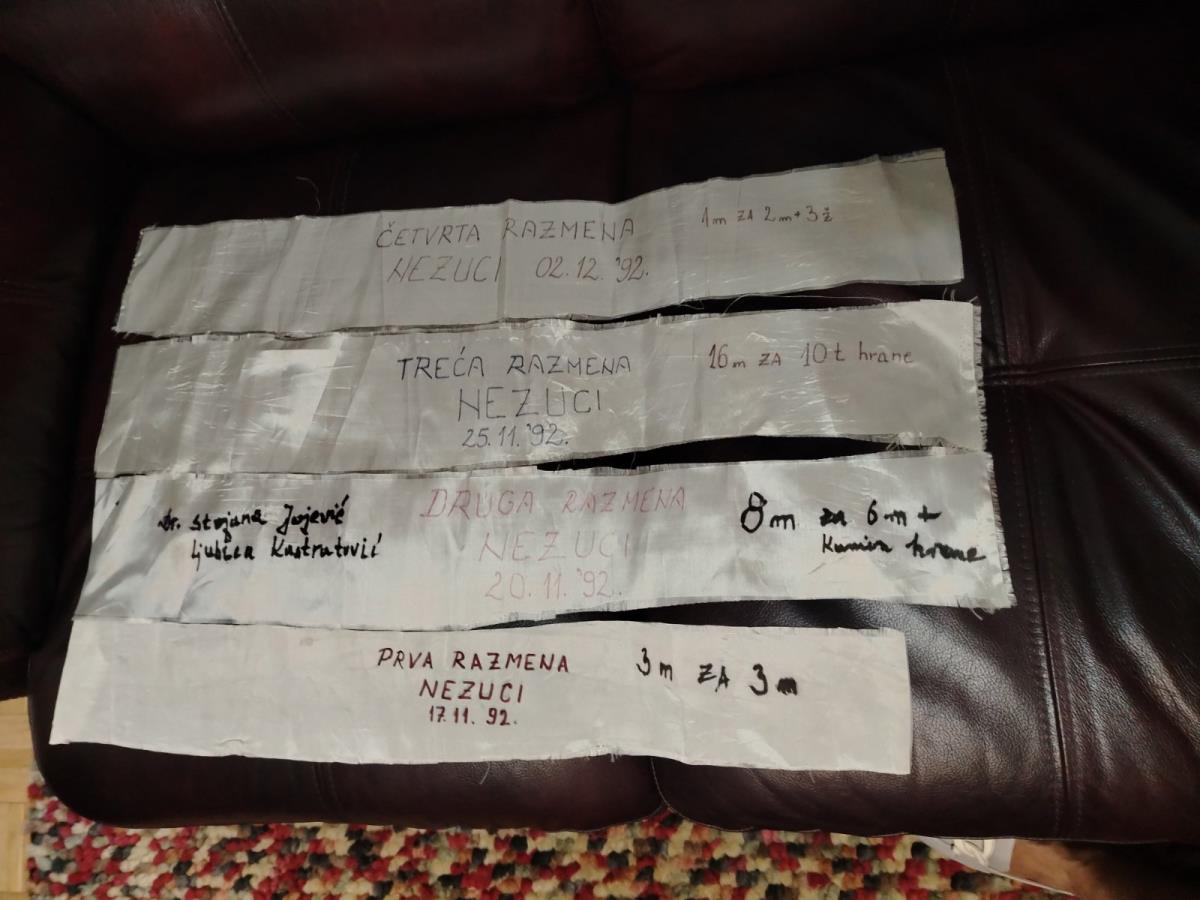 ČETVRTA RAZMENA 1m ZA 2m+3ž
NEZUCI 02.12.'92.
TREĆA RAZMENA 16m ZA 10t hrane
NEZUCI
25.11.'92.
Dr. Stojana Jojević
Ljubica Kastratović
DRUGA RAZMENA
NEZUCI
20.11.'92.
8m za 6m+
Kamion hrane
PRVA RAZMENA 3m ZA 3m
NEZUCI
17.11.92.